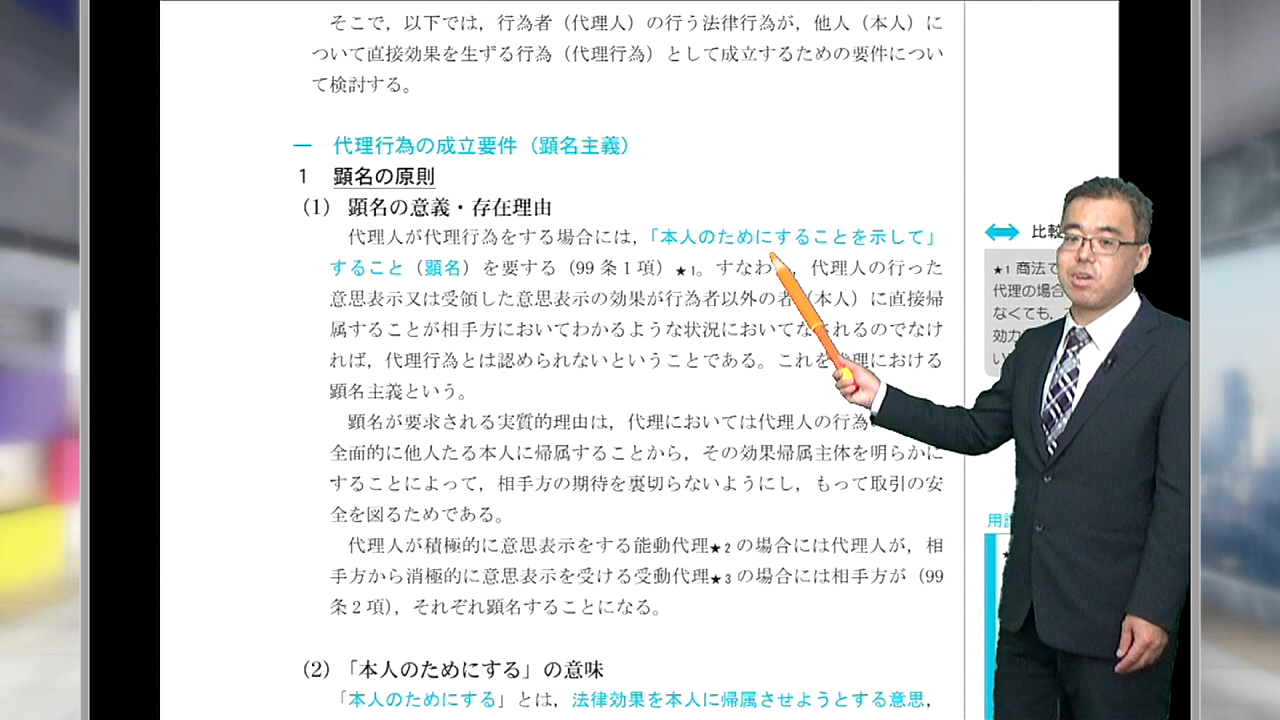 そこで，以下では，行為者（代理人）の行う法律行為が，他人（本人）に
ついて直接効果を生ずる行為（代理行為）として成立するための要件につい
て検討する。
一　代理行為の成立要件（顕名主義）
1　顕名の原則
（1）　顕名の意義・存在理由
代理人が代理行為をする場合には，「本人のためにすることを示して」
すること（顕名）を要する（99 条 1 項）★1。すなわ，代理人の行った
意思表示又は受領した意思表示の効果が行為者以外の者（本人）に直接帰
属することが相手方においてわかるような状況においてなされるのでなけ
れば，代理行為とは認められないということである。これを代理における
顕名主義という。
顕名が要求される実質的理由は，代理においては代理人の行為
全面的に他人たる本人に帰属することから，その効果帰属主体を明らかに
することによって，相手方の期待を裏切らないようにし，もって取引の安
全を図るためである。
代理人が積極的に意思表示をする能動代理★2 の場合には代理人が，相
手方から消極的に意思表示を受ける受動代理★3 の場合には相手方が（99
条 2 項），それぞれ顕名することになる。
（2）「本人のためにする」の意味
「本人のためにする」とは，法律効果を本人に帰属させようとする意思，
比較
★1 商法で
代理の場合
なくても，
効力
い
用語